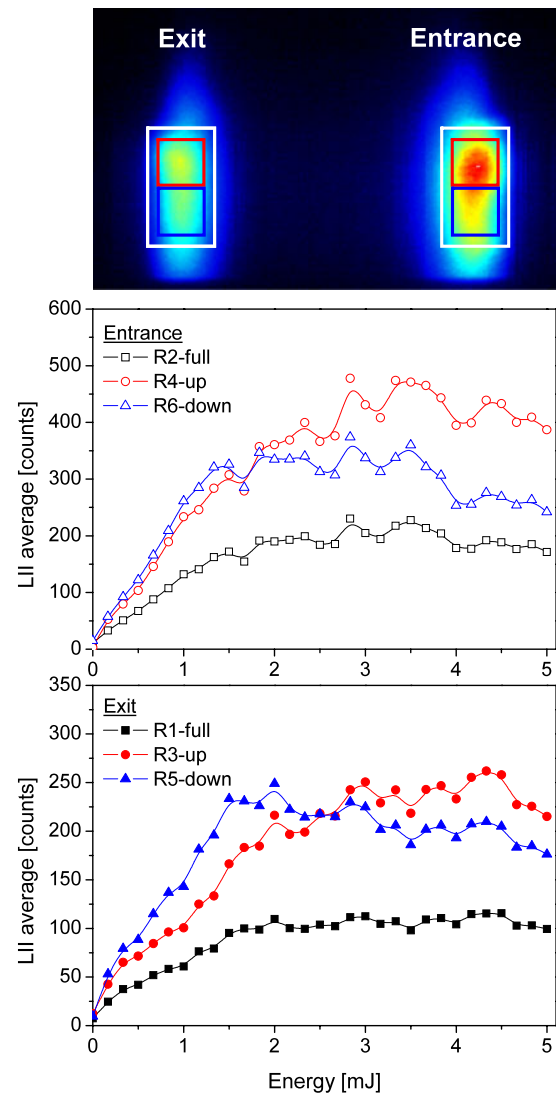 Exit Entrance
600
500
400
300
200
100
0
LII average [counts]
Entrance
R2-full
R4-up
R6-down
0 1 2 3 4 5
350
300
250
200
150
100
50
0
LII average [counts]
Exit
R1-full
R3-up
R5-down
0 1 2 3 4 5
Energy [mJ]